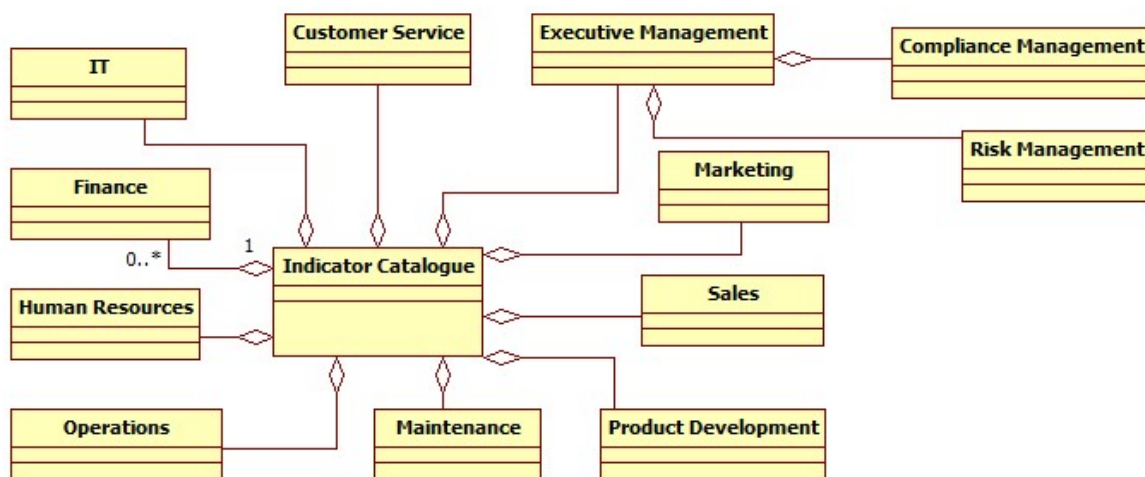 Customer Service
Executive Management
Compliance Management
IT
Risk Management
Marketing
Finance
0..*
1
Indicator Catalogue
Human Resources
Sales
Operations
Maintenance
Product Development